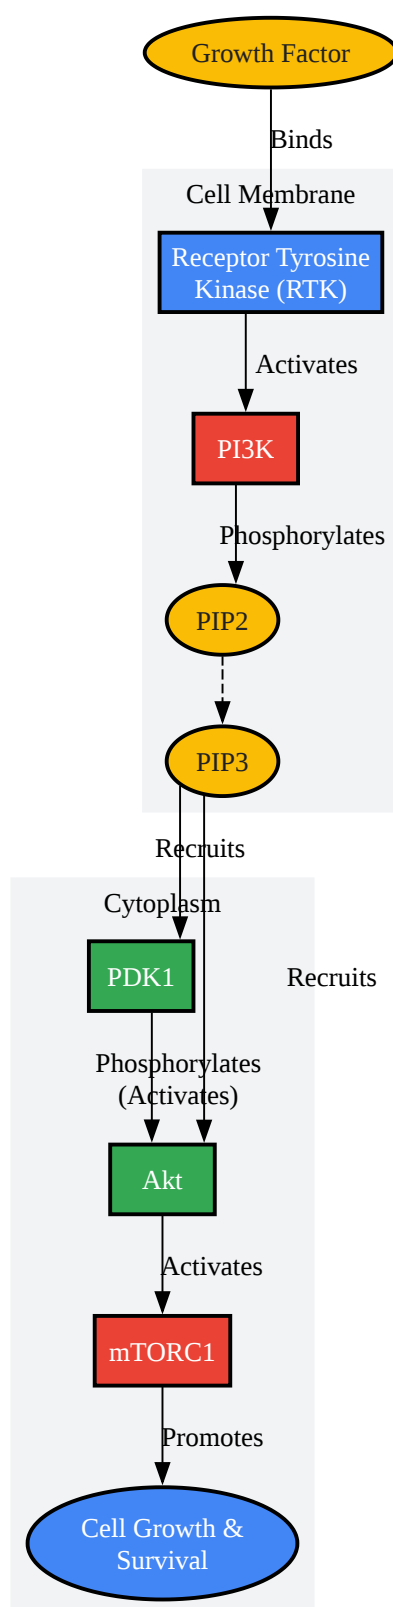 Growth Factor
Binds
Cell Membrane
Receptor Tyrosine
Kinase (RTK)
Activates
PI3K
Phosphorylates
PIP2
PIP3
Recruits
Cytoplasm
PDK1
Recruits
Phosphorylates
(Activates)
Akt
Activates
mTORC1
Promotes
Cell Growth &
Survival